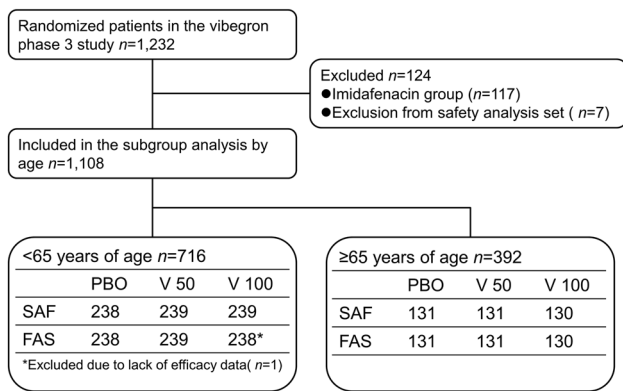 Randomized patients in the vibegron
phase 3 study n=1,232
Excluded n=124
●Imidafenacin group (n=117)
●Exclusion from safety analysis set ( n=7)
Included in the subgroup analysis by
age n=1,108
<65 years of age n=716
PBO V 50 V 100
SAF 238 239 239
FAS 238 239 238*
*Excluded due to lack of efficacy data( n=1)
≥65 years of age n=392
PBO V 50 V 100
SAF 131 131 130
FAS 131 131 130